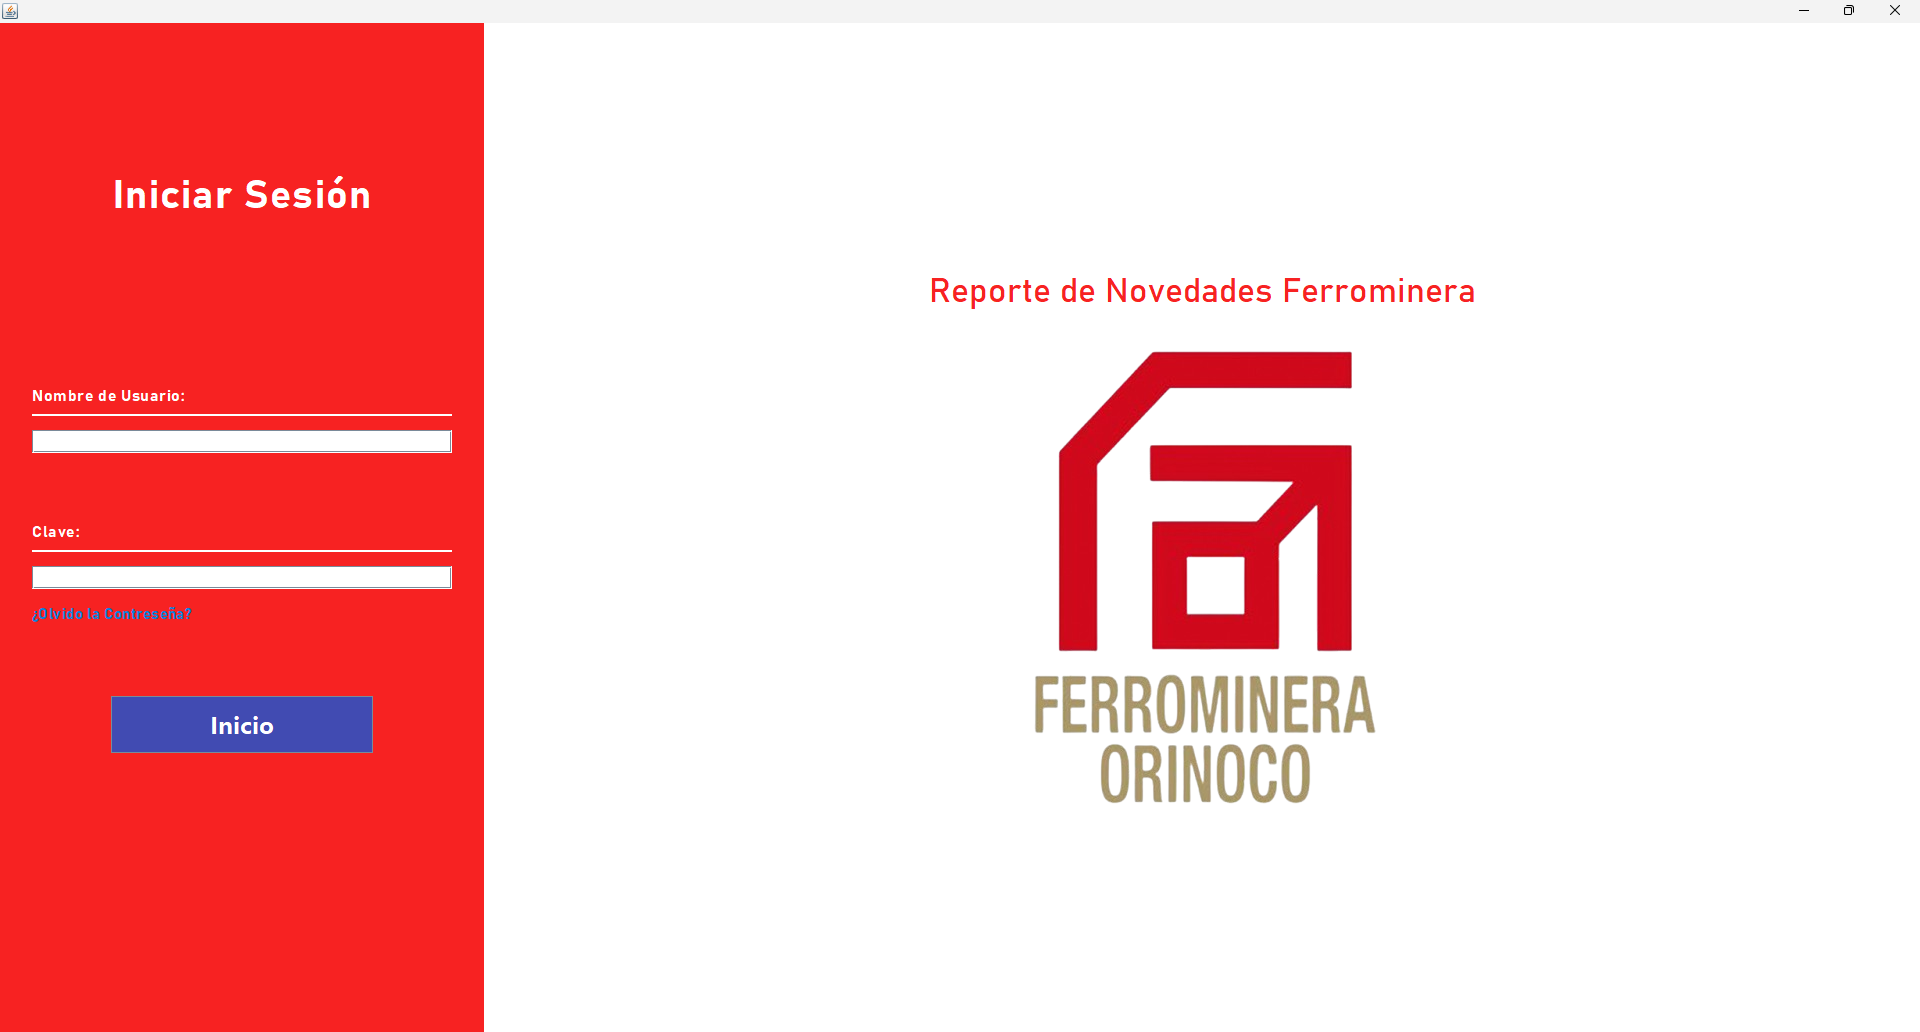 Iniciar Sesión
Nombre de Usuario:
Clave:
¿Olvido la Contreseña?
Inicio
Reporte de Novedades Ferrominera
FERROMINERA
ORINOCO